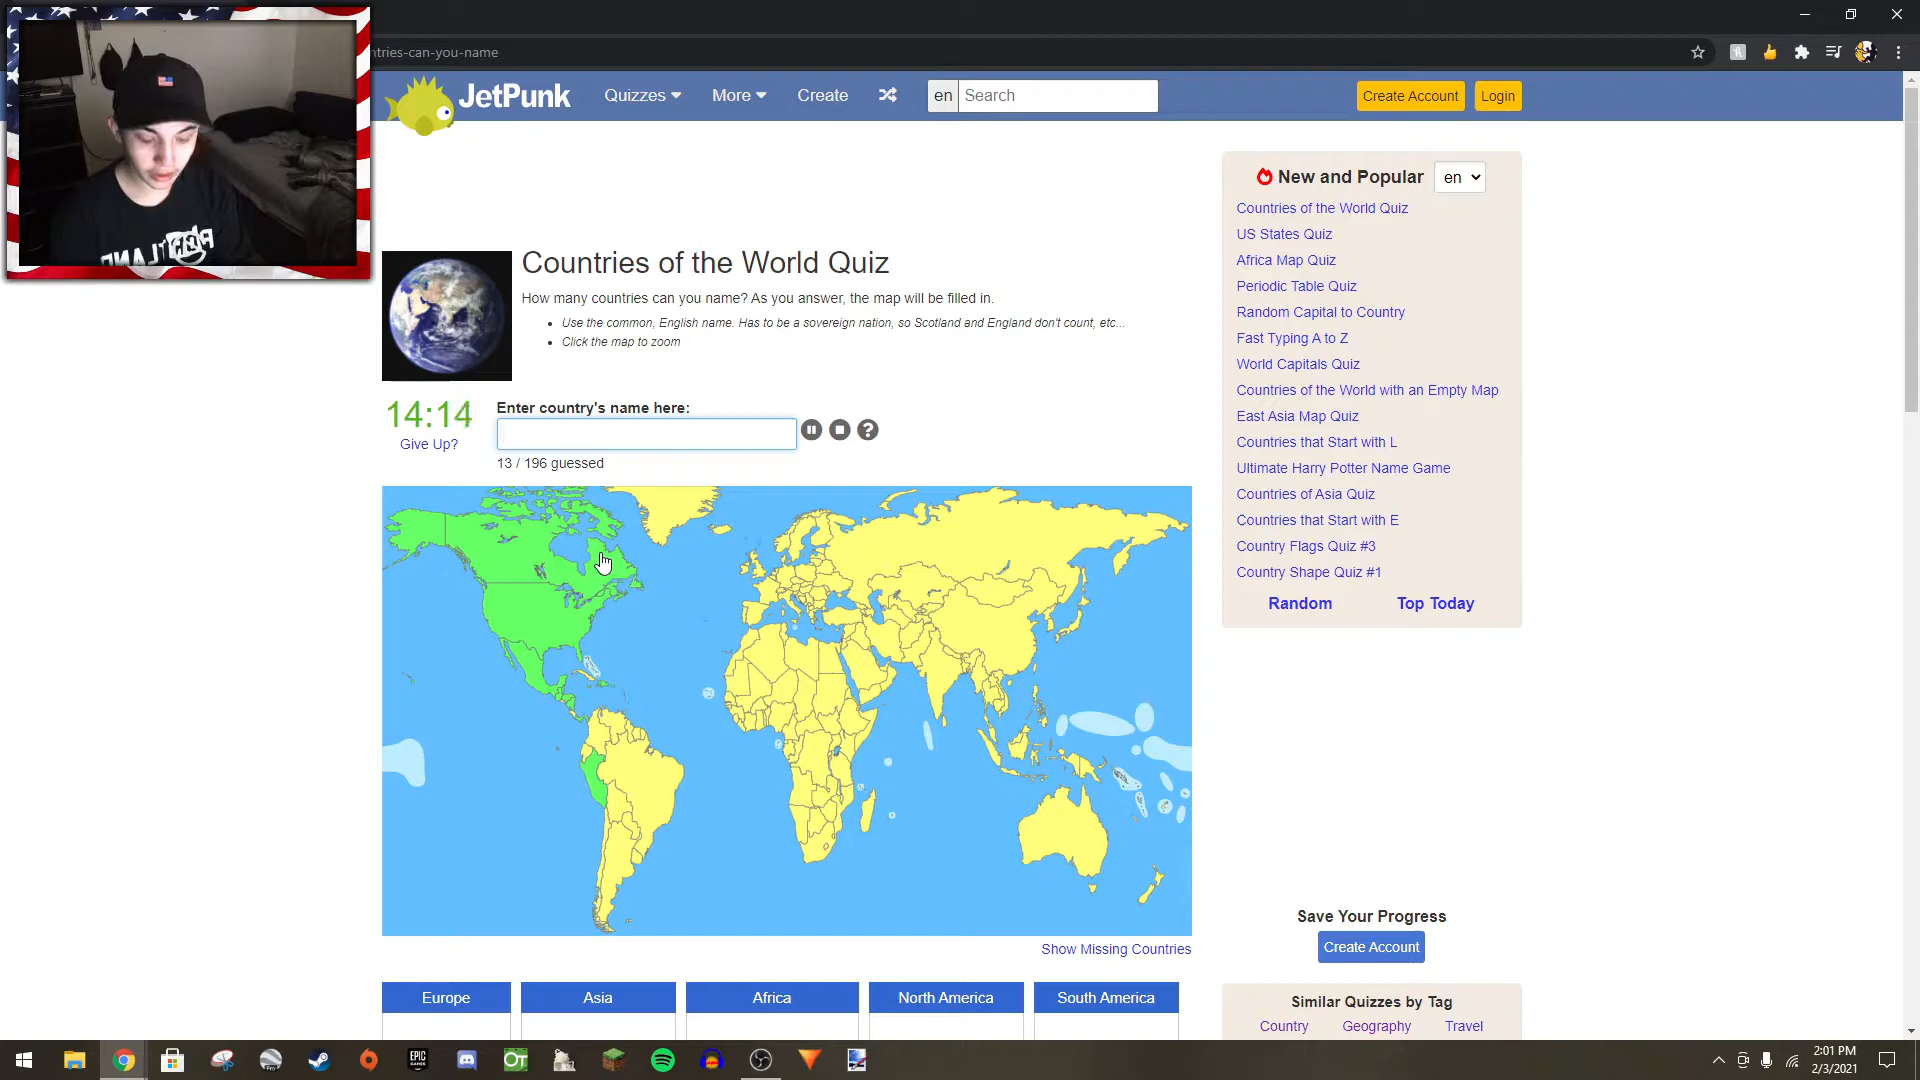 ntries-can-you-name
JetPunk
Quizzes
More
Create
en
Search
Create Account
Login
New and Popular
en
Countries of the World Quiz
US States Quiz
Africa Map Quiz
Periodic Table Quiz
Random Capital to Country
Fast Typing A to Z
World Capitals Quiz
Countries of the World with an Empty Map
East Asia Map Quiz
Countries that Start with L
Ultimate Harry Potter Name Game
Countries of Asia Quiz
Countries that Start with E
Country Flags Quiz #3
Country Shape Quiz #1
Random
Top Today
Countries of the World Quiz
How many countries can you name? As you answer, the map will be filled in.
Use the common, English name. Has to be a sovereign nation, so Scotland and England don't count, etc...
Click the map to zoom
14:14
Give Up?
Enter country's name here:
?
13 / 196 guessed
Show Missing Countries
Europe
Asia
Africa
North America
South America
Save Your Progress
Create Account
Similar Quizzes by Tag
Country
Geography
Travel
EPIC
GAMES
OT
2:01 PM
2/3/2021